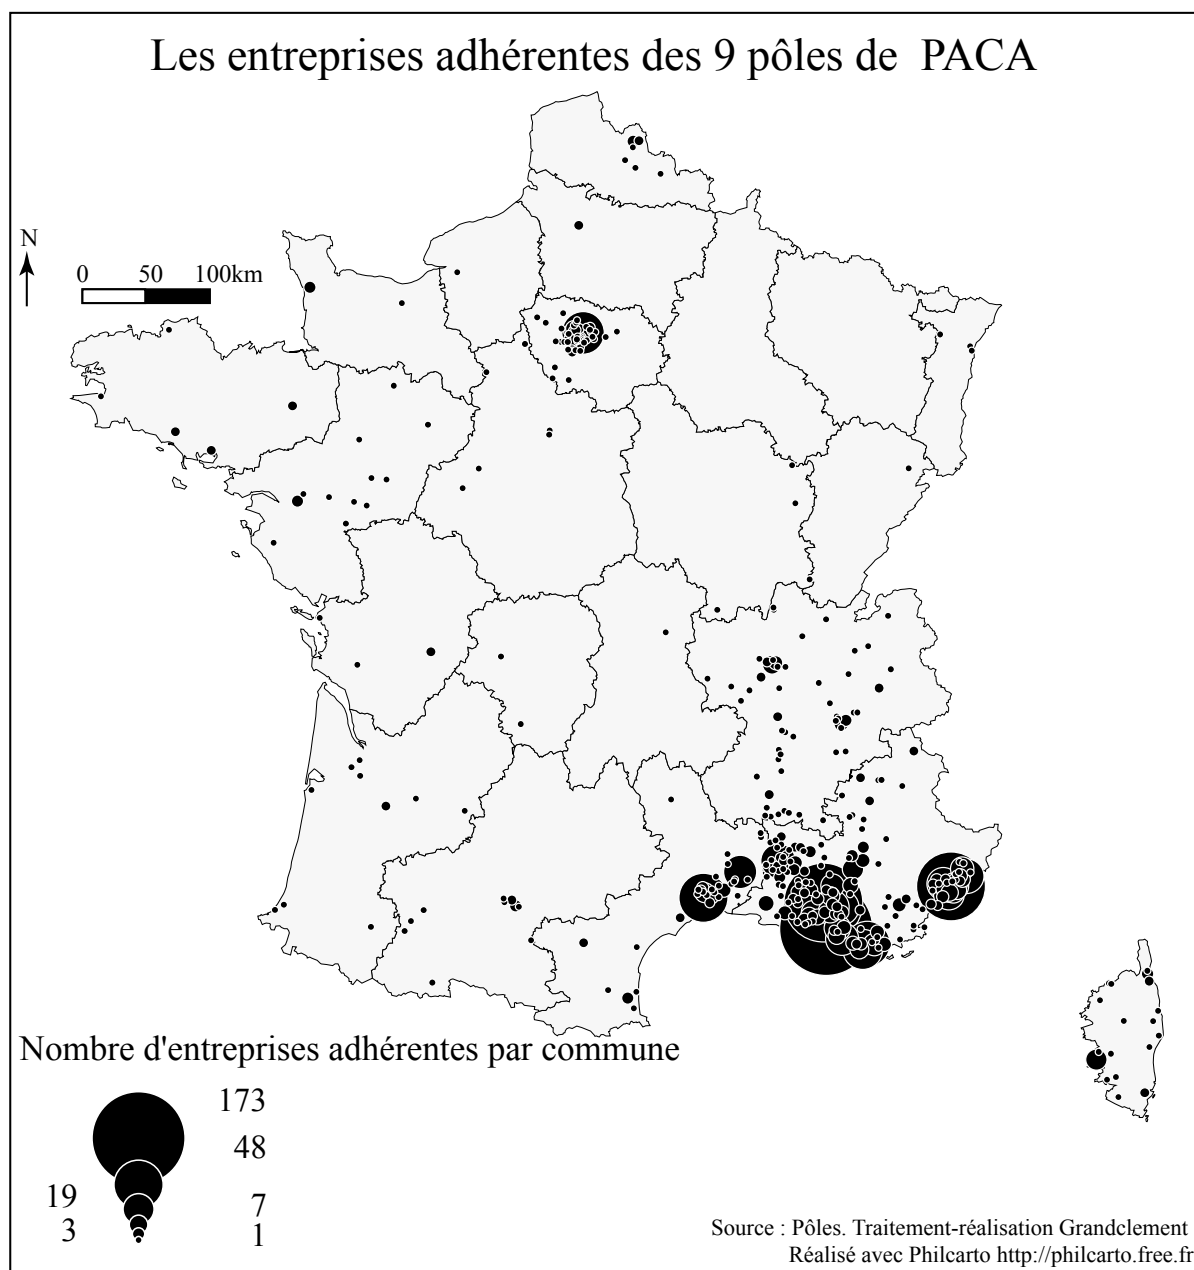 Les entreprises adhérentes des 9 pôles de PACA
N
0 50 100km
Nombre d'entreprises adhérentes par commune
173
48
19 7
3 1
Source : Pôles. Traitement-réalisation Grandclement
Réalisé avec Philcarto http://philcarto.free.fr